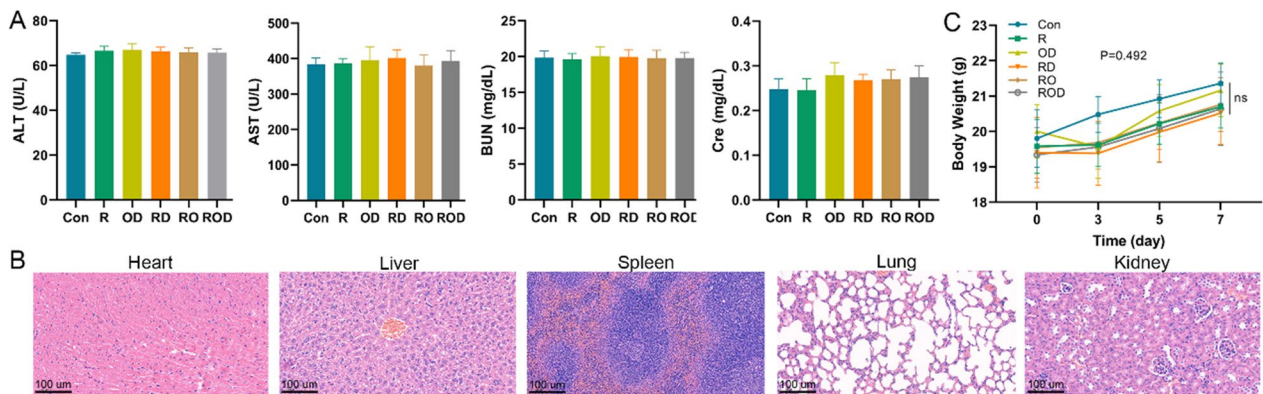 A
ALT (U/L)
80
60
40
20
0
Con R OD RD RO ROD
AST (U/L)
500
400
300
200
100
0
Con R OD RD RO ROD
BUN (mg/dL)
25
20
15
10
5
0
Con R OD RD RO ROD
Cre (mg/dL)
0.4
0.3
0.2
0.1
0.0
Con R OD RD RO ROD
C
Body Weight (g)
23
22
21
20
19
18
Con
R
OD
RD
RO
ROD
P=0.492
ns
0 3 5 7
Time (day)
B
Heart
Liver
Spleen
Lung
Kidney
100 um
100 um
100 um
100 um
100 um